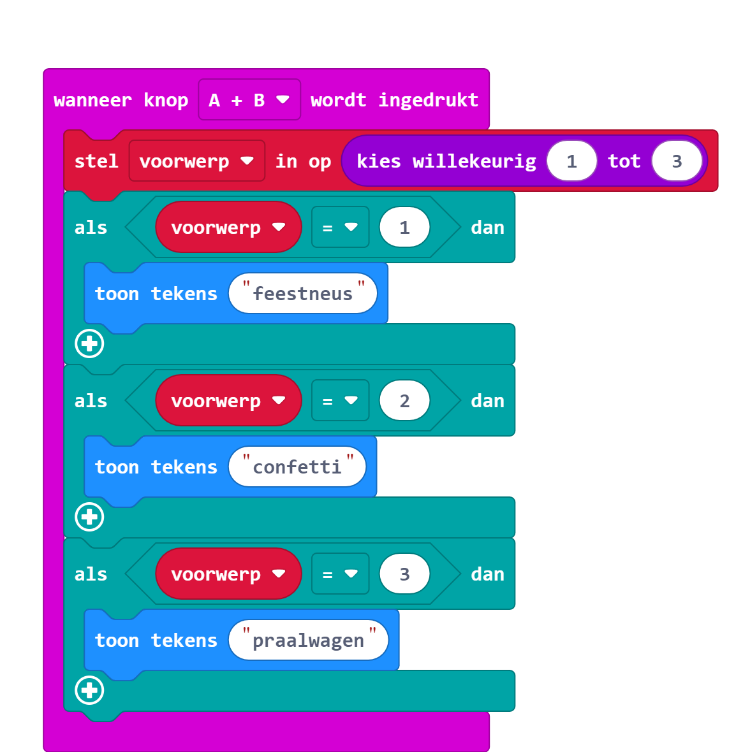 wanneer knop A + B wordt ingedrukt
stel voorwerp in op kies willekeurig 1 tot 3
als voorwerp = 1 dan
toon tekens "feestneus"
als voorwerp = 2 dan
toon tekens "confetti"
als voorwerp = 3 dan
toon tekens "praalwagen"